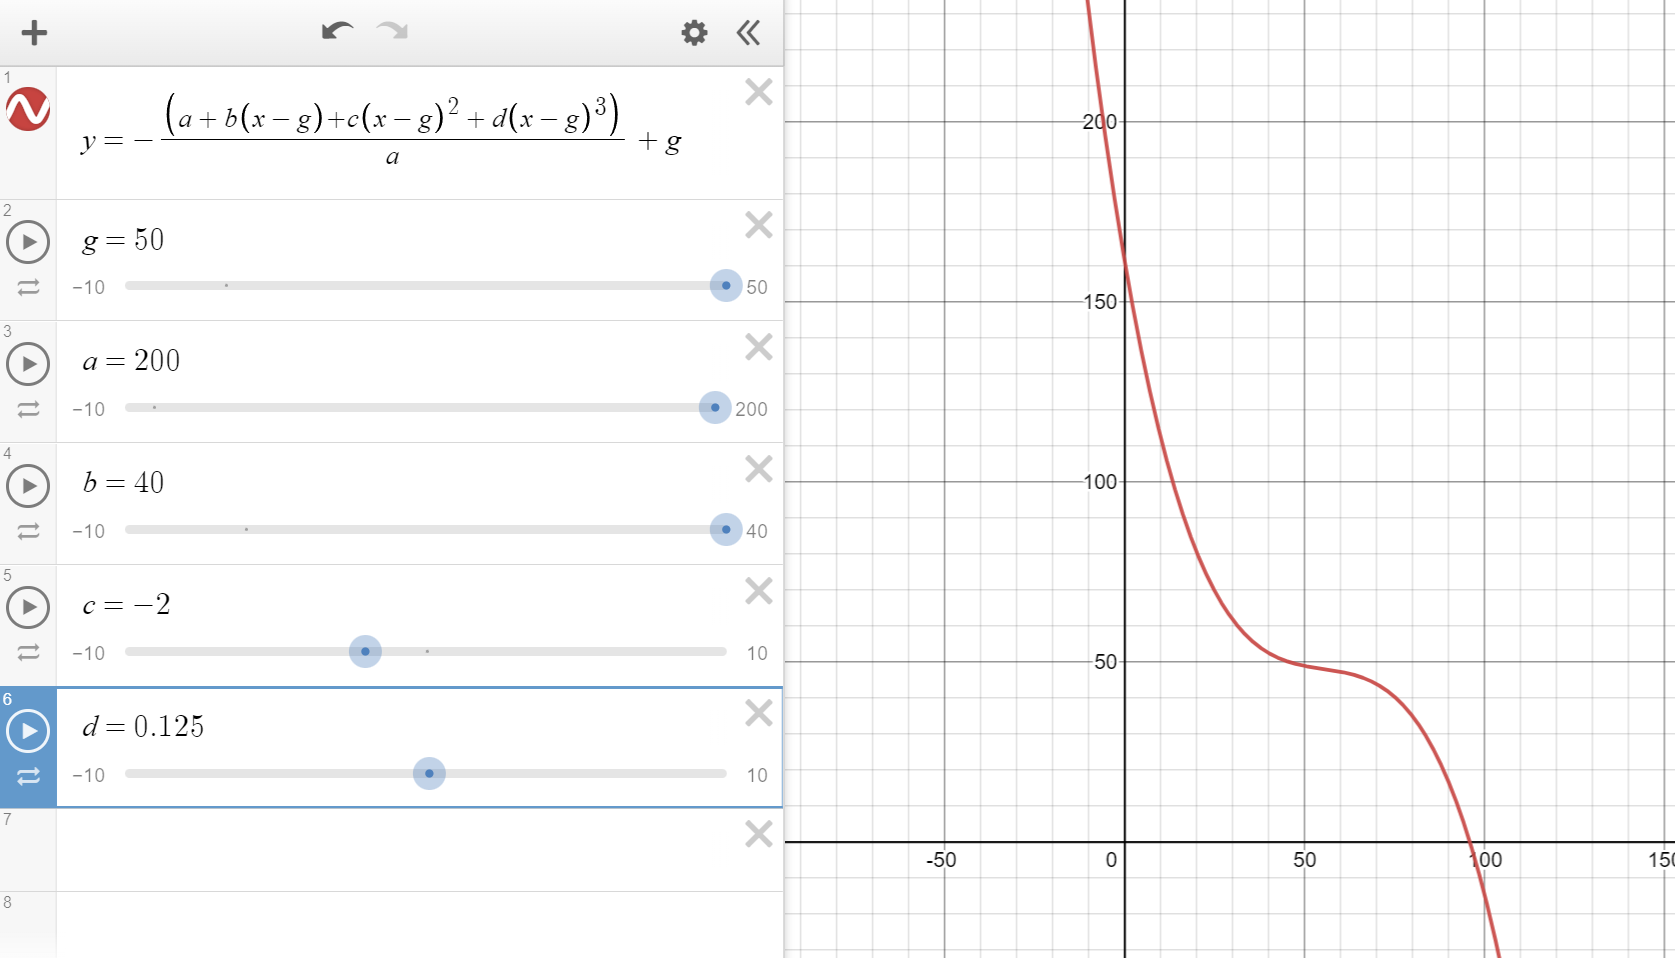 1
y = −(a + b(x − g)+c(x − g)² + d(x − g)³)/a + g
2
g = 50
−10 50
3
a = 200
−10 200
4
b = 40
−10 40
5
c = −2
−10 10
6
d = 0.125
−10 10
7
8
200
150
100
50
-50 0 50 100 150